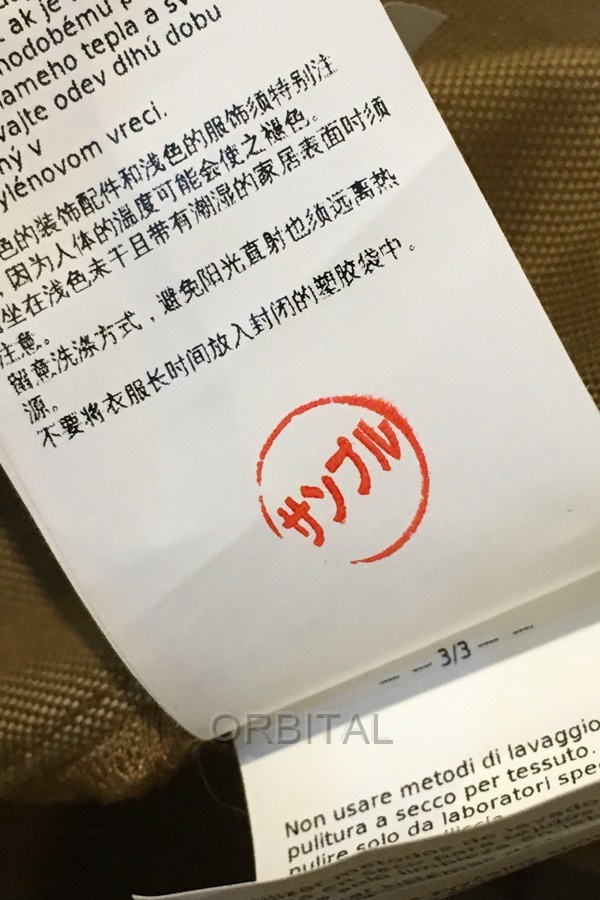 ak je
nodobému
ameho tepla a
vajte odev dlhú dobu
ný v
ylénovom vreci.
色的装饰配件和浅色的服饰须特别注
因为人体的温度可能会使之褪色。
坐在浅色未干且带有潮湿的家居表面时须
注意。
留意洗涤方式，避免阳光直射也须远离热
源。
不要将衣服长时间放入封闭的塑胶袋中。
サンプル
— — 3/3 — —
ORBITAL
Non usare metodi di lavaggio
pulitura a secco per tessuto.
pulire solo da laboratori spe